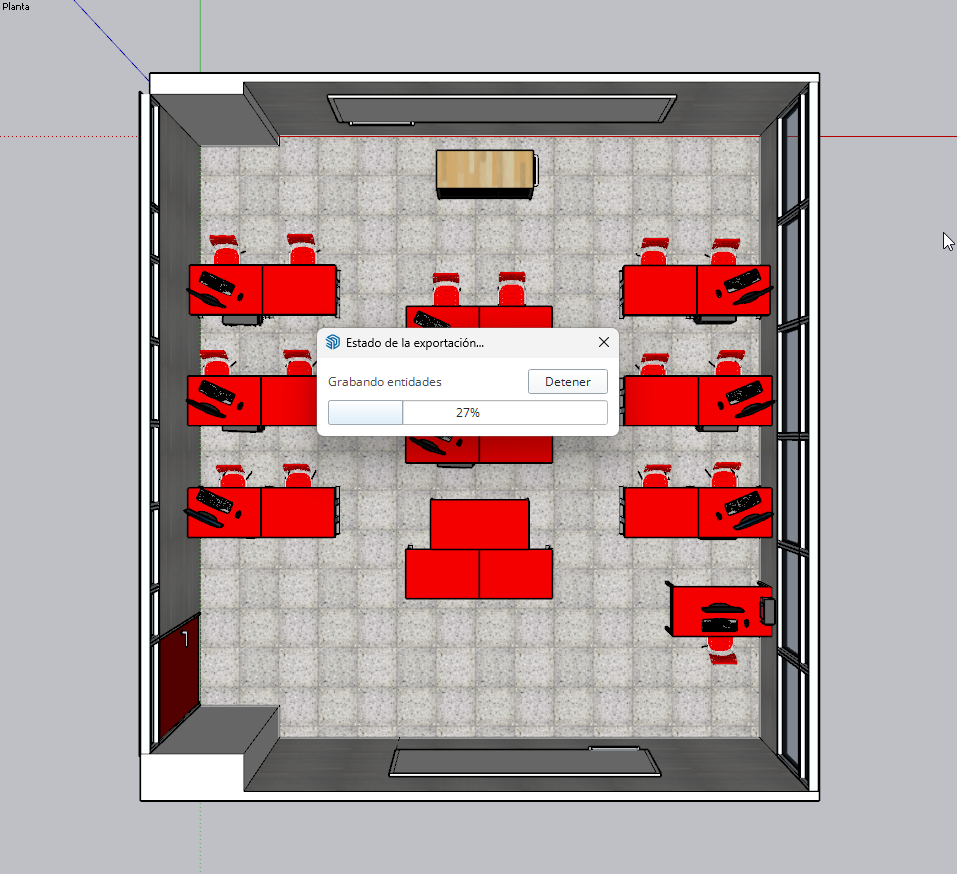 Planta
Estado de la exportación...
Grabando entidades
Detener
27%